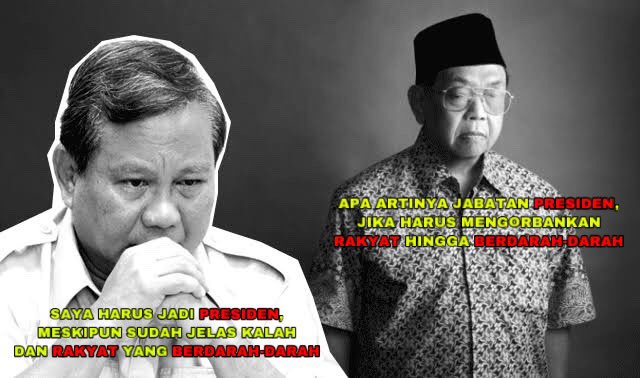 SAYA HARUS JADI PRESIDEN,
MESKIPUN SUDAH JELAS KALAH
DAN RAKYAT YANG BERDARAH-DARAH
APA ARTINYA JABATAN PRESIDEN,
JIKA HARUS MENGORBANKAN
RAKYAT HINGGA BERDARAH-DARAH